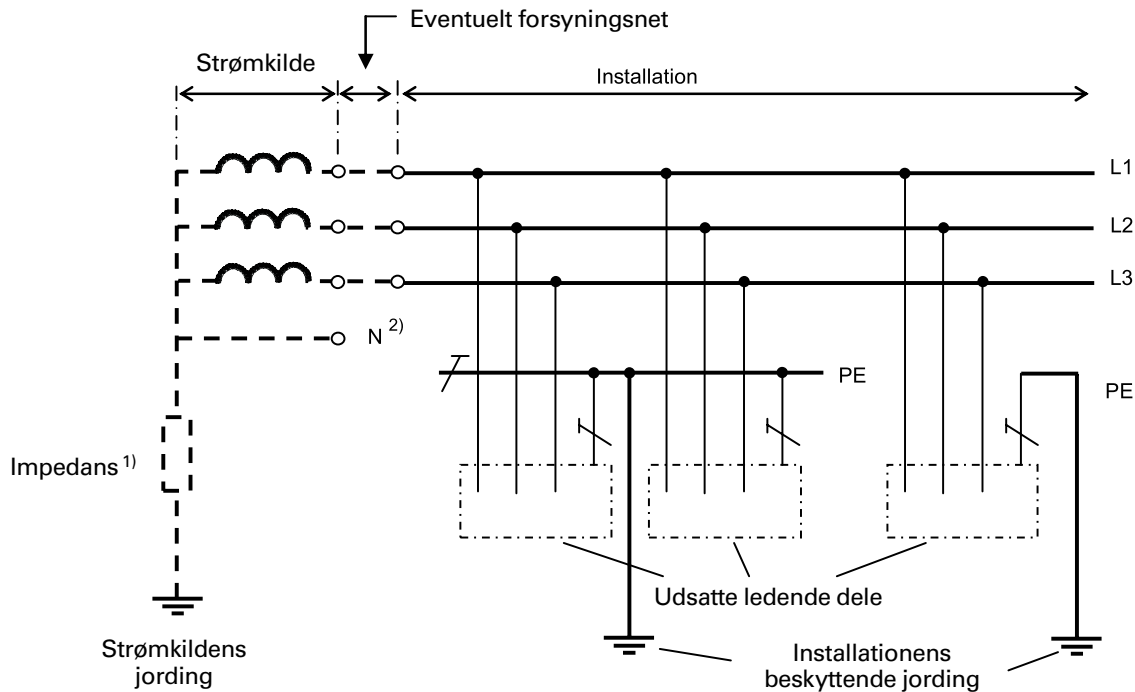 Eventuelt forsyningsnet
Strømkilde
Installation
L1
L2
L3
N 2)
PE
PE
Impedans 1)
Udsatte ledende dele
Strømkildens
jording
Installationens
beskyttende jording